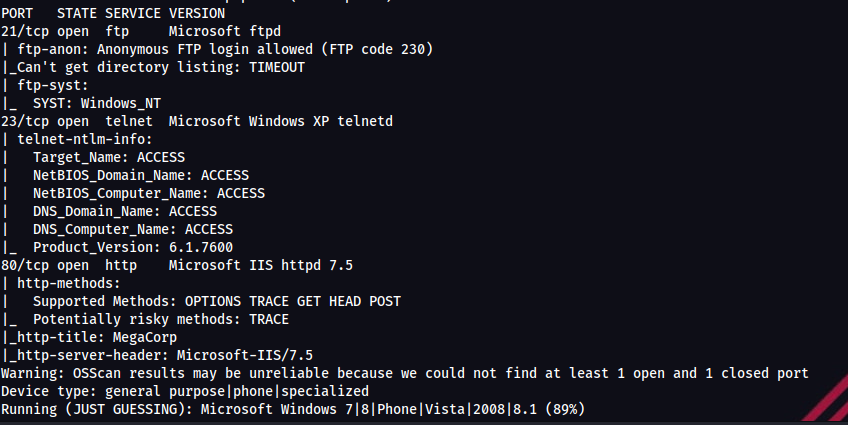 PORT   STATE SERVICE VERSION
21/tcp open  ftp     Microsoft ftpd
| ftp-anon: Anonymous FTP login allowed (FTP code 230)
|_Can't get directory listing: TIMEOUT
| ftp-syst:
|_  SYST: Windows_NT
23/tcp open  telnet  Microsoft Windows XP telnetd
| telnet-ntlm-info:
|   Target_Name: ACCESS
|   NetBIOS_Domain_Name: ACCESS
|   NetBIOS_Computer_Name: ACCESS
|   DNS_Domain_Name: ACCESS
|   DNS_Computer_Name: ACCESS
|_  Product_Version: 6.1.7600
80/tcp open  http    Microsoft IIS httpd 7.5
| http-methods:
|   Supported Methods: OPTIONS TRACE GET HEAD POST
|_  Potentially risky methods: TRACE
|_http-title: MegaCorp
|_http-server-header: Microsoft-IIS/7.5
Warning: OSScan results may be unreliable because we could not find at least 1 open and 1 closed port
Device type: general purpose|phone|specialized
Running (JUST GUESSING): Microsoft Windows 7|8|Phone|Vista|2008|8.1 (89%)